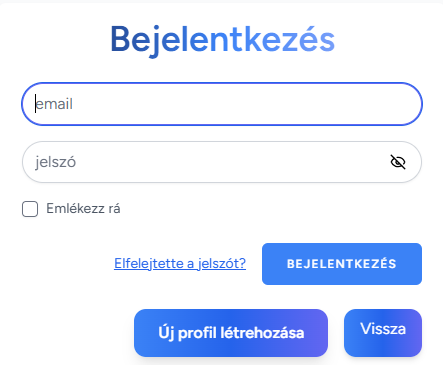 Bejelentkezés
email
jelszó
Emlékezz rá
Elfelejtette a jelszót? BEJELENTKEZÉS
Új profil létrehozása Vissza